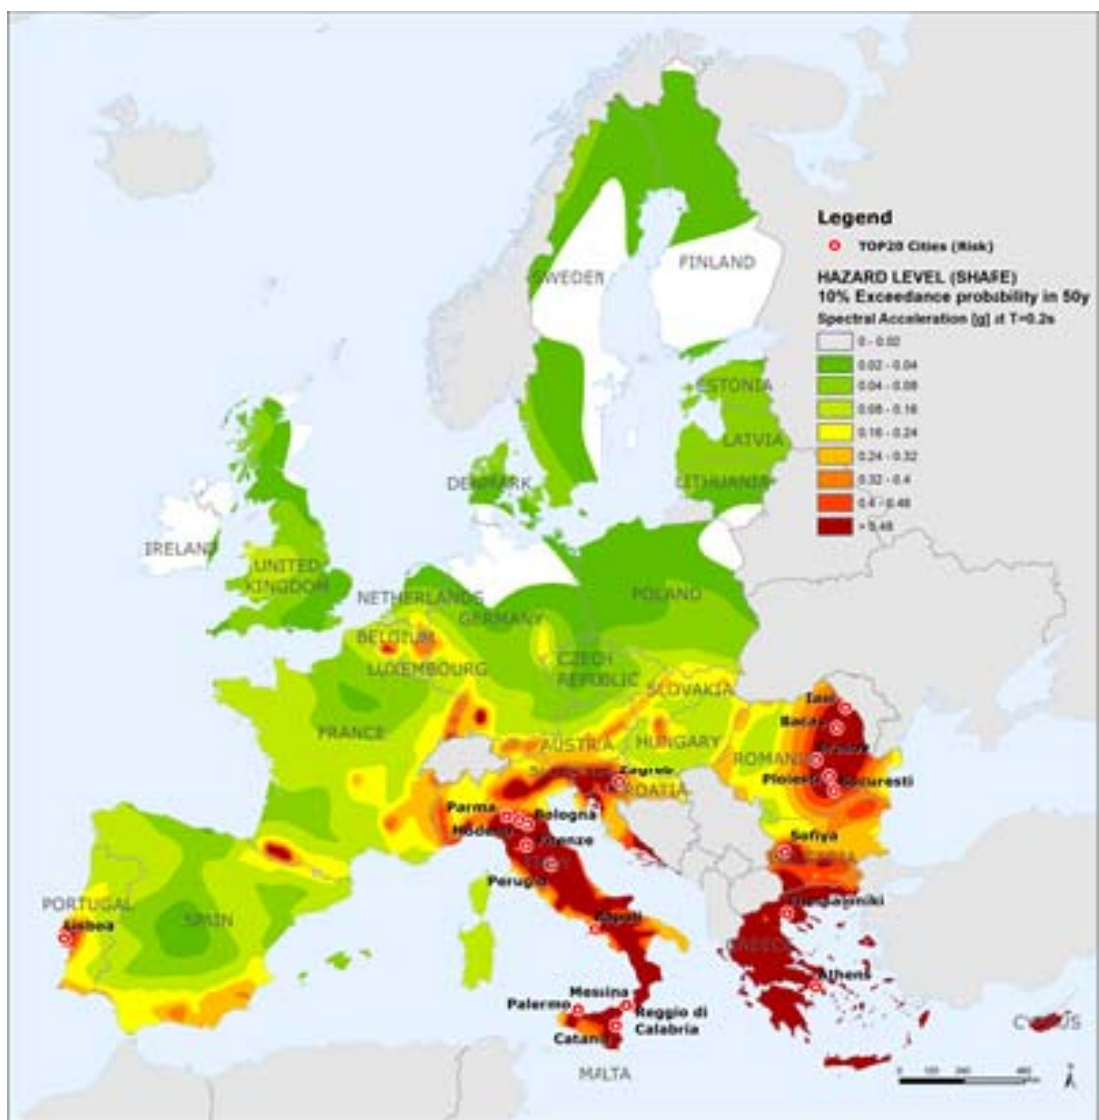 Legend
TOP20 Cities (Risk)
HAZARD LEVEL (SHARE)
10% Exceedance probability in 50y
Spectral Acceleration [g] at T=0.2s
0 - 0.02
0.02 - 0.04
0.04 - 0.08
0.08 - 0.16
0.16 - 0.24
0.24 - 0.32
0.32 - 0.4
0.4 - 0.48
> 0.48
SWEDEN
FINLAND
ESTONIA
LATVIA
LITHUANIA
DENMARK
IRELAND
UNITED
KINGDOM
NETHERLANDS
GERMANY
POLAND
BELGIUM
LUXEMBOURG
CZECH
REPUBLIC
SLOVAKIA
FRANCE
AUSTRIA
HUNGARY
Iasi
Bacau
ROMANIA
Ploiesti
Bucuresti
Zagreb
CROATIA
Parma
Bologna
Modena
Firenze
ITALY
Perugia
Sofiya
BULGARIA
PORTUGAL
Lisboa
SPAIN
Napoli
Thessaloniki
GREECE
Athens
Messina
Palermo
Reggio di
Calabria
Catania
CYPRUS
MALTA